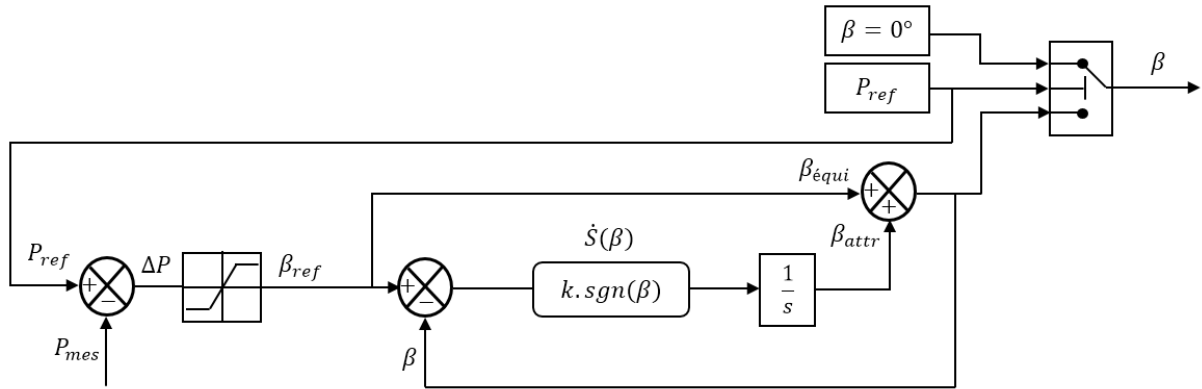 β = 0°
β
P_ref
β_équi
Ṡ(β)
β_attr
P_ref
ΔP
β_ref
k.sgn(β)
1/s
P_mes
β
+
−
+
−
+
+